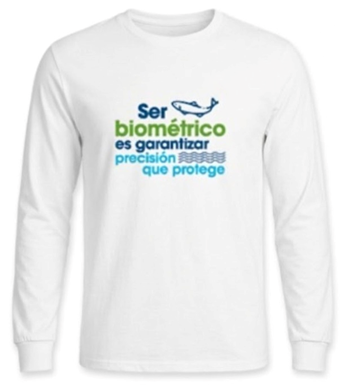 Ser
biométrico
es garantizar
precisión
que protege